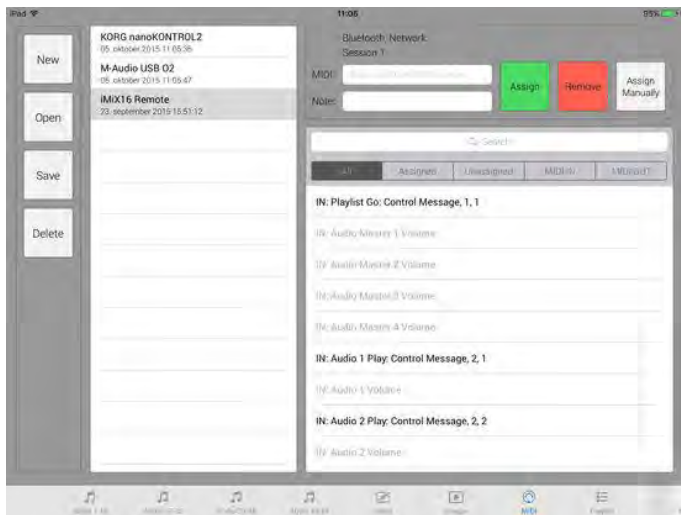 iPad
11:06
95%
New
Open
Save
Delete
KORG nanoKONTROL2
05. oktober 2015 11.05.36
M-Audio USB O2
05. oktober 2015 11.05.47
iMiX16 Remote
23. september 2015 15.51.12
Bluetooth, Network
Session 1
MIDI:
Note:
Assign
Remove
Assign
Manually
Search
All
Assigned
Unassigned
MIDI IN
MIDI OUT
IN: Playlist Go: Control Message, 1, 1
IN: Audio Master 1 Volume
IN: Audio Master 2 Volume
IN: Audio Master 3 Volume
IN: Audio Master 4 Volume
IN: Audio 1 Play: Control Message, 2, 1
IN: Audio 1 Volume
IN: Audio 2 Play: Control Message, 2, 2
IN: Audio 2 Volume
MIDI
Playlist